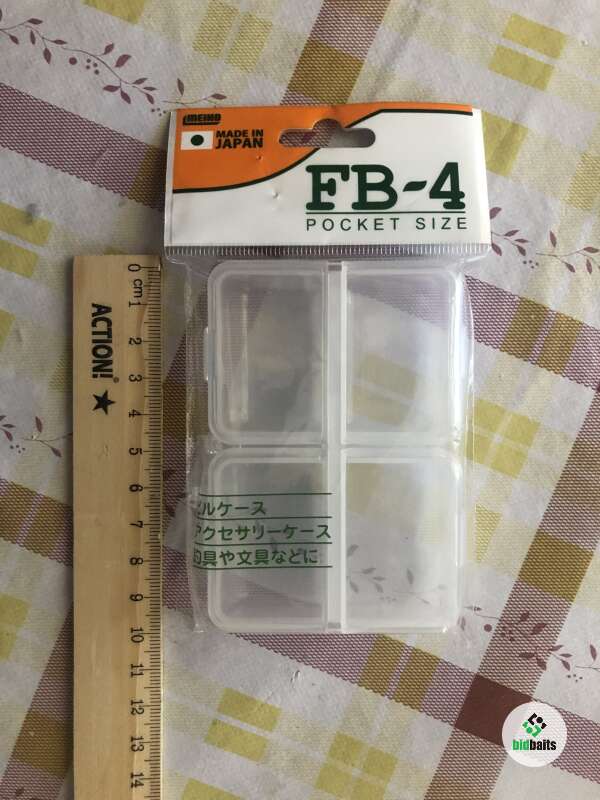 MEIHO
MADE IN
JAPAN
FB-4
POCKET SIZE
0 cm 1 2 3 4 5 6 7 8 9 10 11 12 13 14
ACTION!®
ルケース
アクセサリーケース
釣具や文具などに
bidbaits